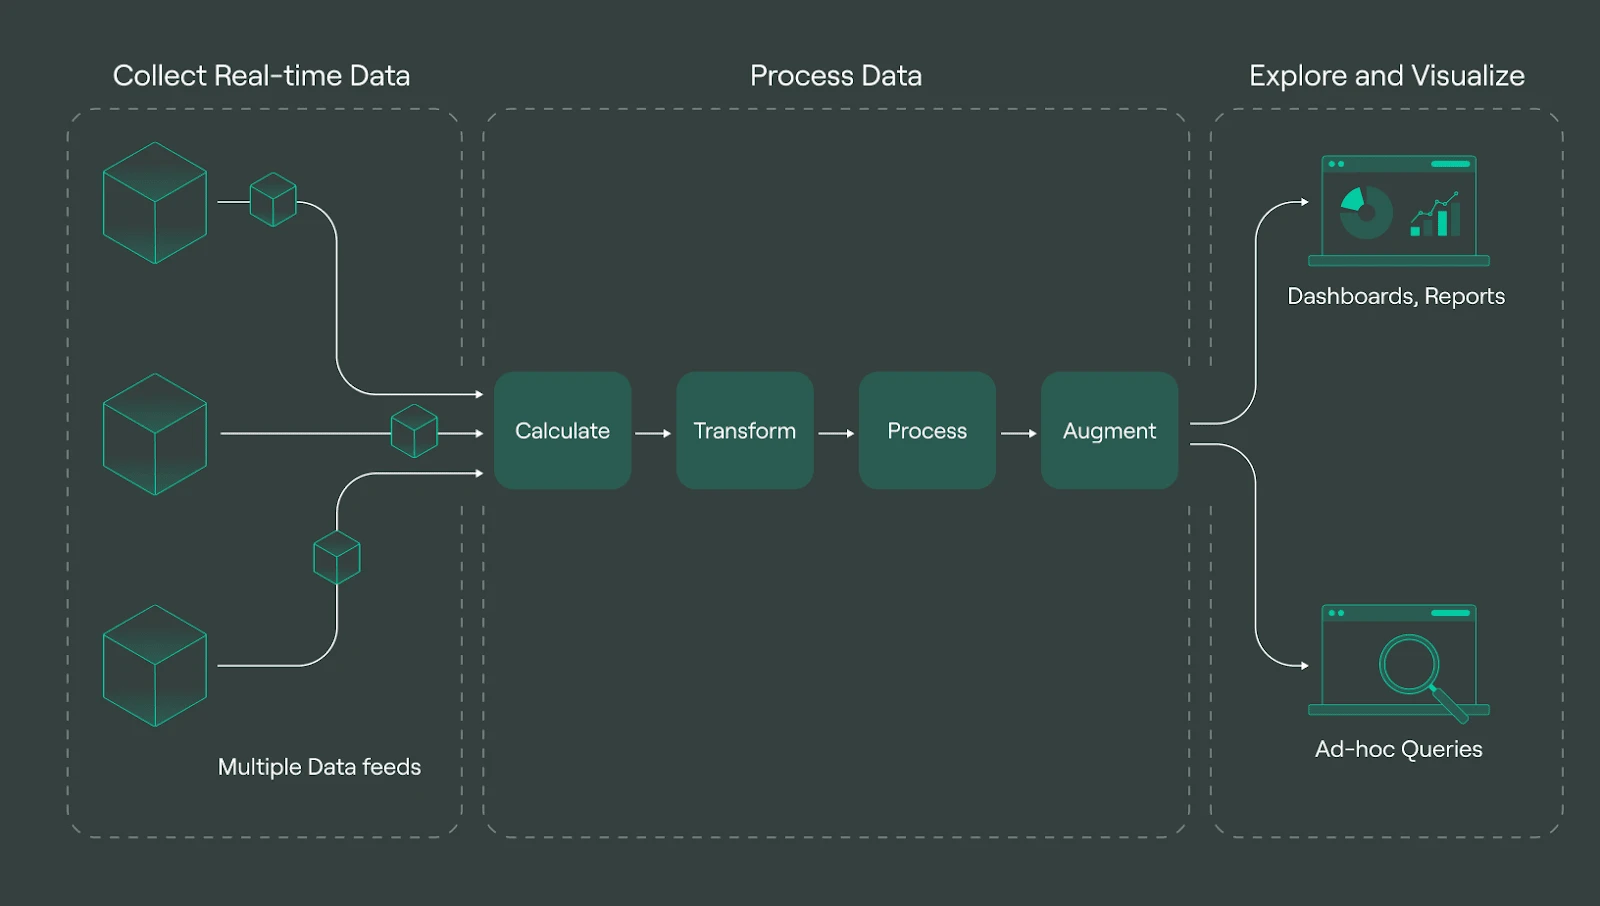 Collect Real-time Data
Process Data
Explore and Visualize
Dashboards, Reports
Calculate
Transform
Process
Augment
Multiple Data feeds
Ad-hoc Queries